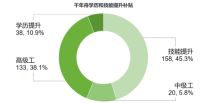 千年舟学历和技能提升补贴
学历提升
38, 10.9%
技能提升
158, 45.3%
高级工
133, 38.1%
中级工
20, 5.8%